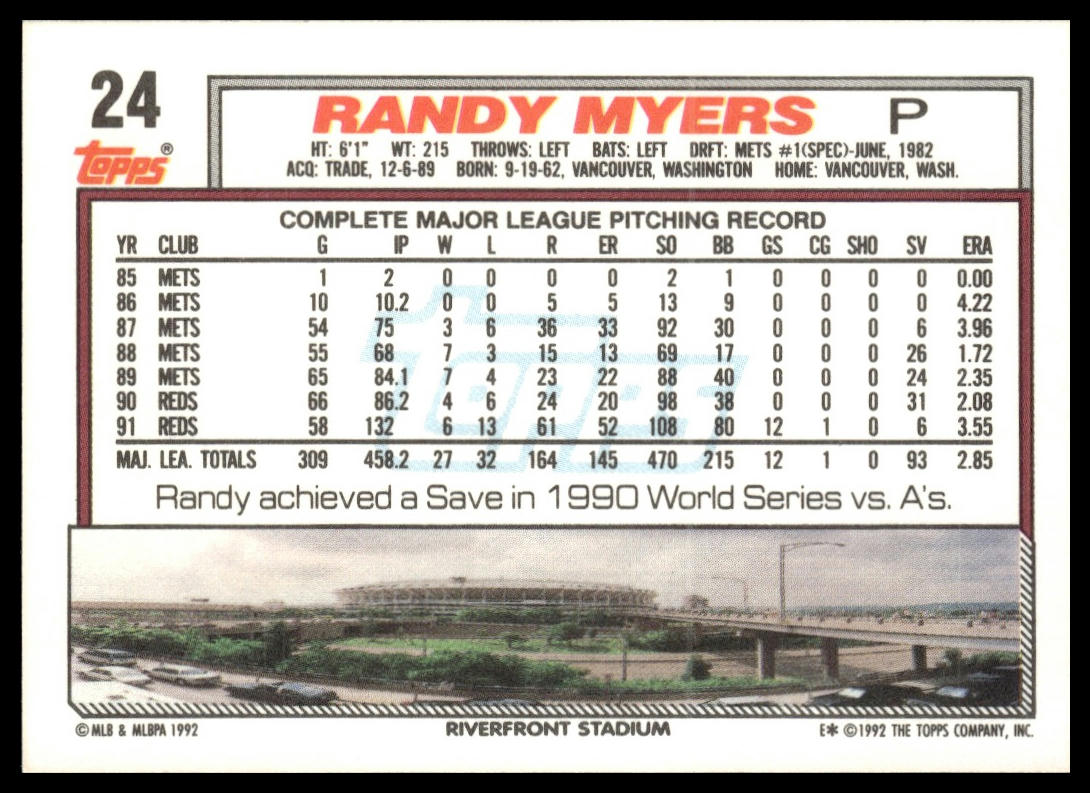 24
Topps®
RANDY MYERS P
HT: 6'1" WT: 215 THROWS: LEFT BATS: LEFT DRFT: METS #1(SPEC)-JUNE, 1982
ACQ: TRADE, 12-6-89 BORN: 9-19-62, VANCOUVER, WASHINGTON HOME: VANCOUVER, WASH.
COMPLETE MAJOR LEAGUE PITCHING RECORD
YR CLUB G IP W L R ER SO BB GS CG SHO SV ERA
85 METS 1 2 0 0 0 0 2 1 0 0 0 0 0.00
86 METS 10 10.2 0 0 5 5 13 9 0 0 0 0 4.22
87 METS 54 75 3 6 36 33 92 30 0 0 0 6 3.96
88 METS 55 68 7 3 15 13 69 17 0 0 0 26 1.72
89 METS 65 84.1 7 4 23 22 88 40 0 0 0 24 2.35
90 REDS 66 86.2 4 6 24 20 98 38 0 0 0 31 2.08
91 REDS 58 132 6 13 61 52 108 80 12 1 0 6 3.55
MAJ. LEA. TOTALS 309 458.2 27 32 164 145 470 215 12 1 0 93 2.85
Topps
Randy achieved a Save in 1990 World Series vs. A's.
© MLB & MLBPA 1992 RIVERFRONT STADIUM E* ©1992 THE TOPPS COMPANY, INC.